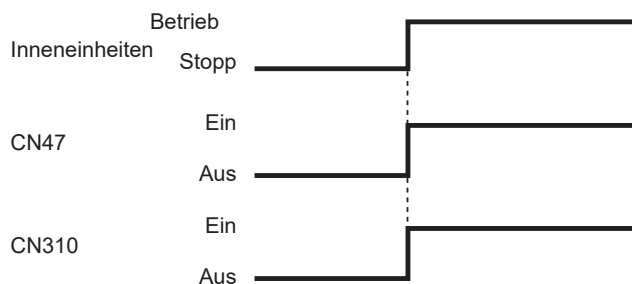 Betrieb
Inneneinheiten
Stopp
Ein
CN47
Aus
Ein
CN310
Aus